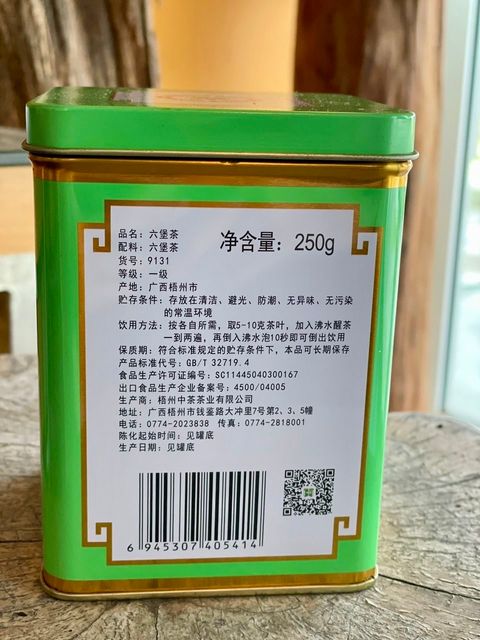 品名: 六堡茶
净含量: 250g
配料: 六堡茶
货号: 9131
等级: 一级
产地: 广西梧州市
贮存条件: 存放在清洁、避光、防潮、无异味、无污染
的常温环境
饮用方法: 按各自所需, 取5-10克茶叶, 加入沸水醒茶
一到两遍, 再倒入沸水泡10秒即可倒出饮用
保质期: 符合标准规定的贮存条件下, 本品可长期保存
产品标准代号: GB/T 32719.4
食品生产许可证编号: SC11445040300167
出口食品生产企业备案号: 4500/04005
生产商: 梧州中茶茶业有限公司
地址: 广西梧州市钱鉴路大冲里7号第2、3、5幢
电话: 0774-2023838 传真: 0774-2818001
陈化起始时间: 见罐底
生产日期: 见罐底
6 945307 405414